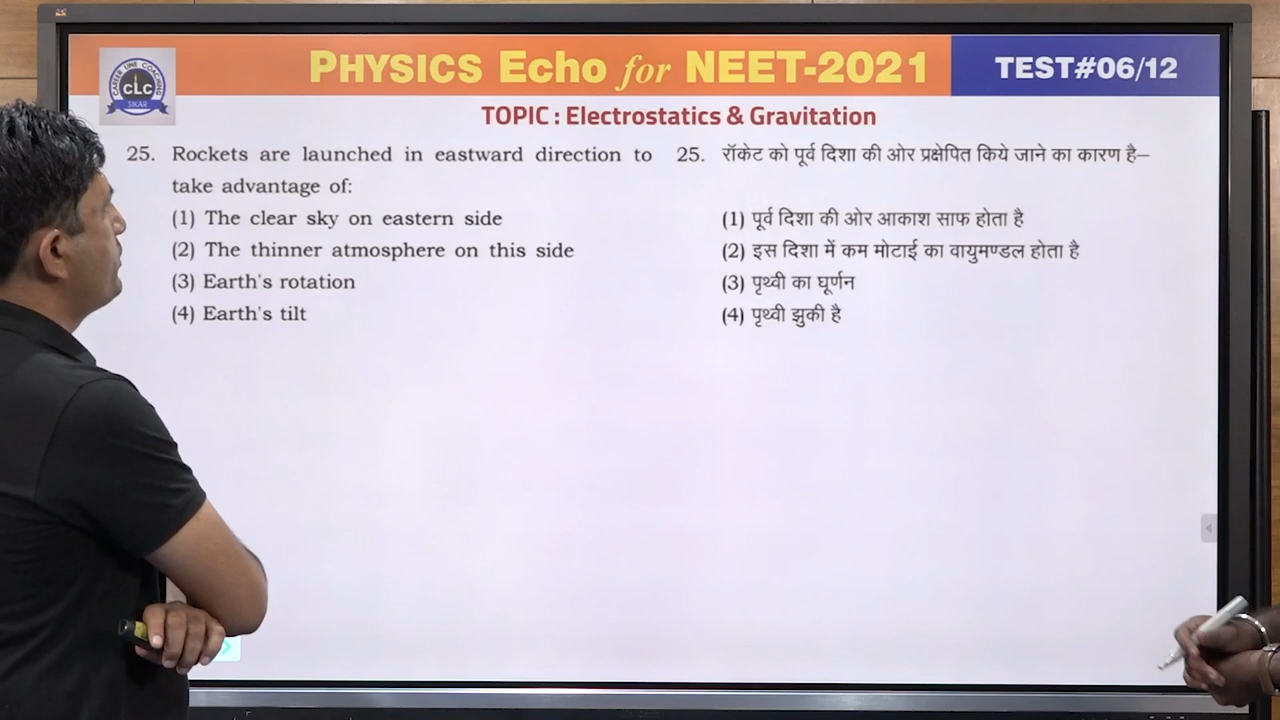 PHYSICS Echo for NEET-2021
TEST#06/12
CAREER LINE COACHING
CLC
SIKAR
TOPIC : Electrostatics & Gravitation
25. Rockets are launched in eastward direction to
take advantage of:
(1) The clear sky on eastern side
(2) The thinner atmosphere on this side
(3) Earth's rotation
(4) Earth's tilt
25. रॉकेट को पूर्व दिशा की ओर प्रक्षेपित किये जाने का कारण है–
(1) पूर्व दिशा की ओर आकाश साफ होता है
(2) इस दिशा में कम मोटाई का वायुमण्डल होता है
(3) पृथ्वी का घूर्णन
(4) पृथ्वी झुकी है